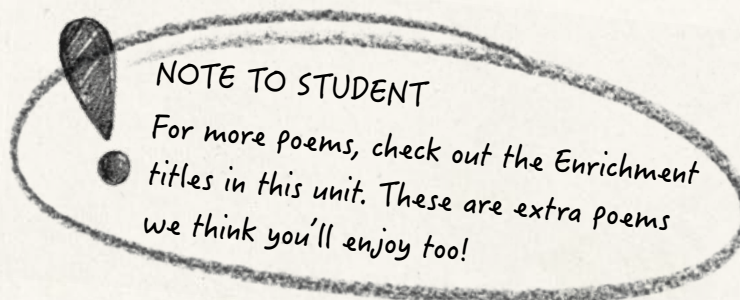 NOTE TO STUDENT
For more poems, check out the Enrichment
titles in this unit. These are extra poems
we think you'll enjoy too!